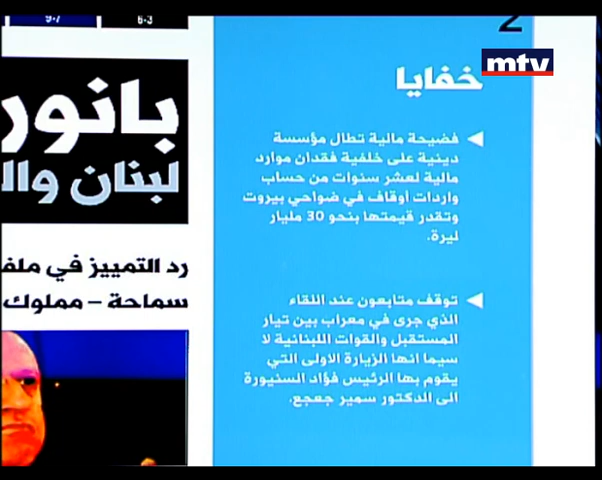 9-7
6-3
2
mtv
خفايا
فضيحة مالية تطال مؤسسة
دينية على خلفية فقدان موارد
مالية لعشر سنوات من حساب
واردات أوقاف في ضواحي بيروت
وتقدر قيمتها بنحو 30 مليار
ليرة.
توقف متابعون عند اللقاء
الذي جرى في معراب بين تيار
المستقبل والقوات اللبنانية لا
سيما انها الزيارة الاولى التي
يقوم بها الرئيس فؤاد السنيورة
الى الدكتور سمير جعجع.
بانور
لبنان وال
رد التمييز في ملف
سماحة – مملوك